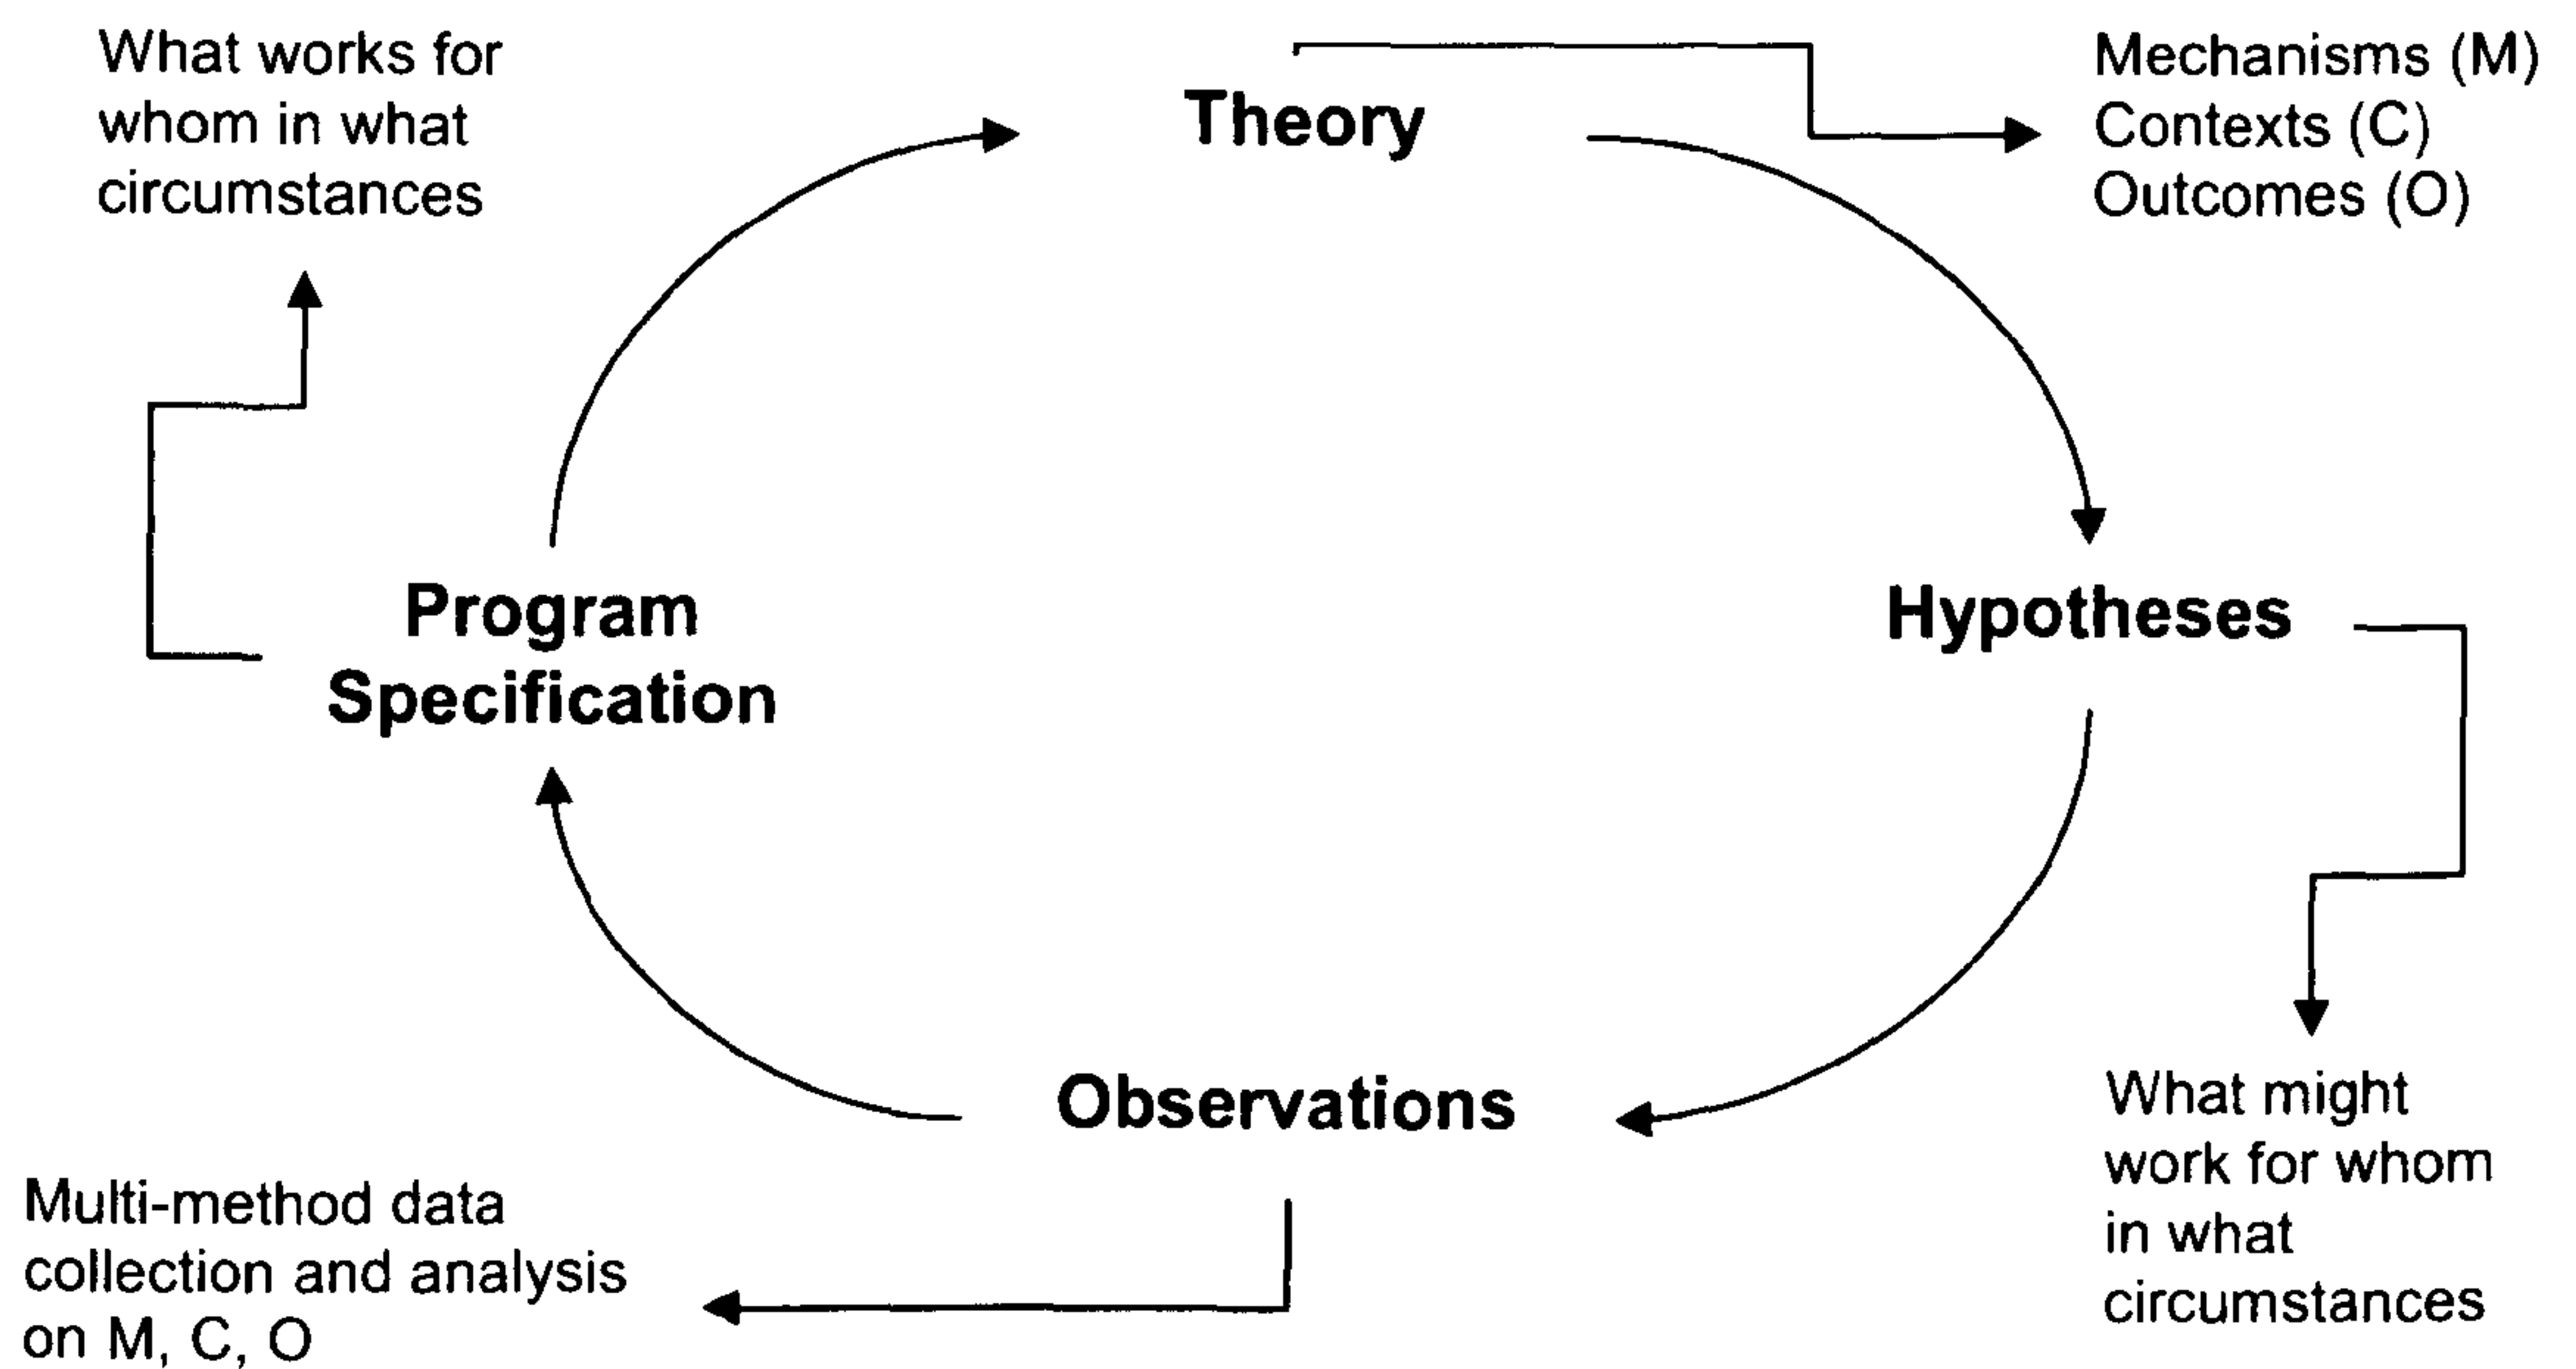 What works for
whom in what
circumstances
Theory
Mechanisms (M)
Contexts (C)
Outcomes (O)
Program
Specification
Hypotheses
Observations
What might
work for whom
in what
circumstances
Multi-method data
collection and analysis
on M, C, O